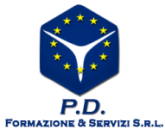 P.D.
Formazione & Servizi S.r.l.